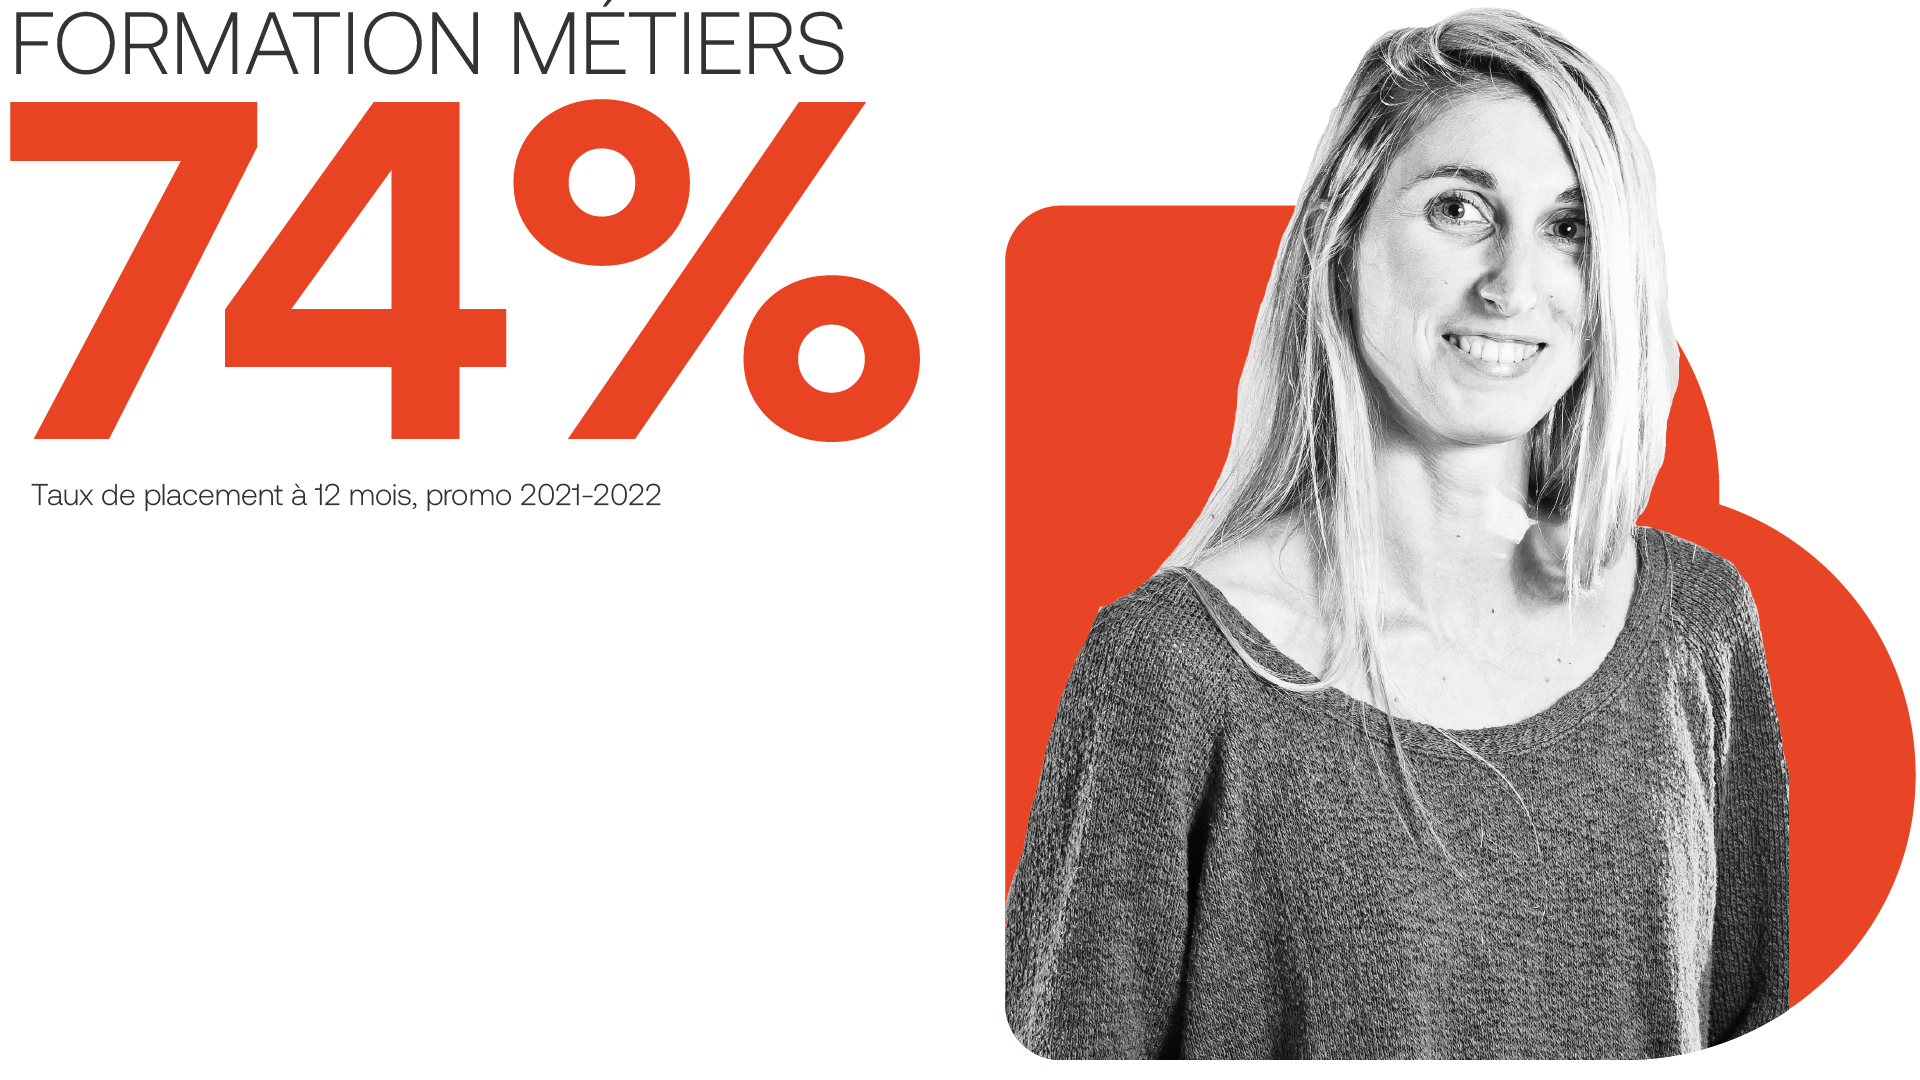 FORMATION MÉTIERS
74%
Taux de placement à 12 mois, promo 2021-2022